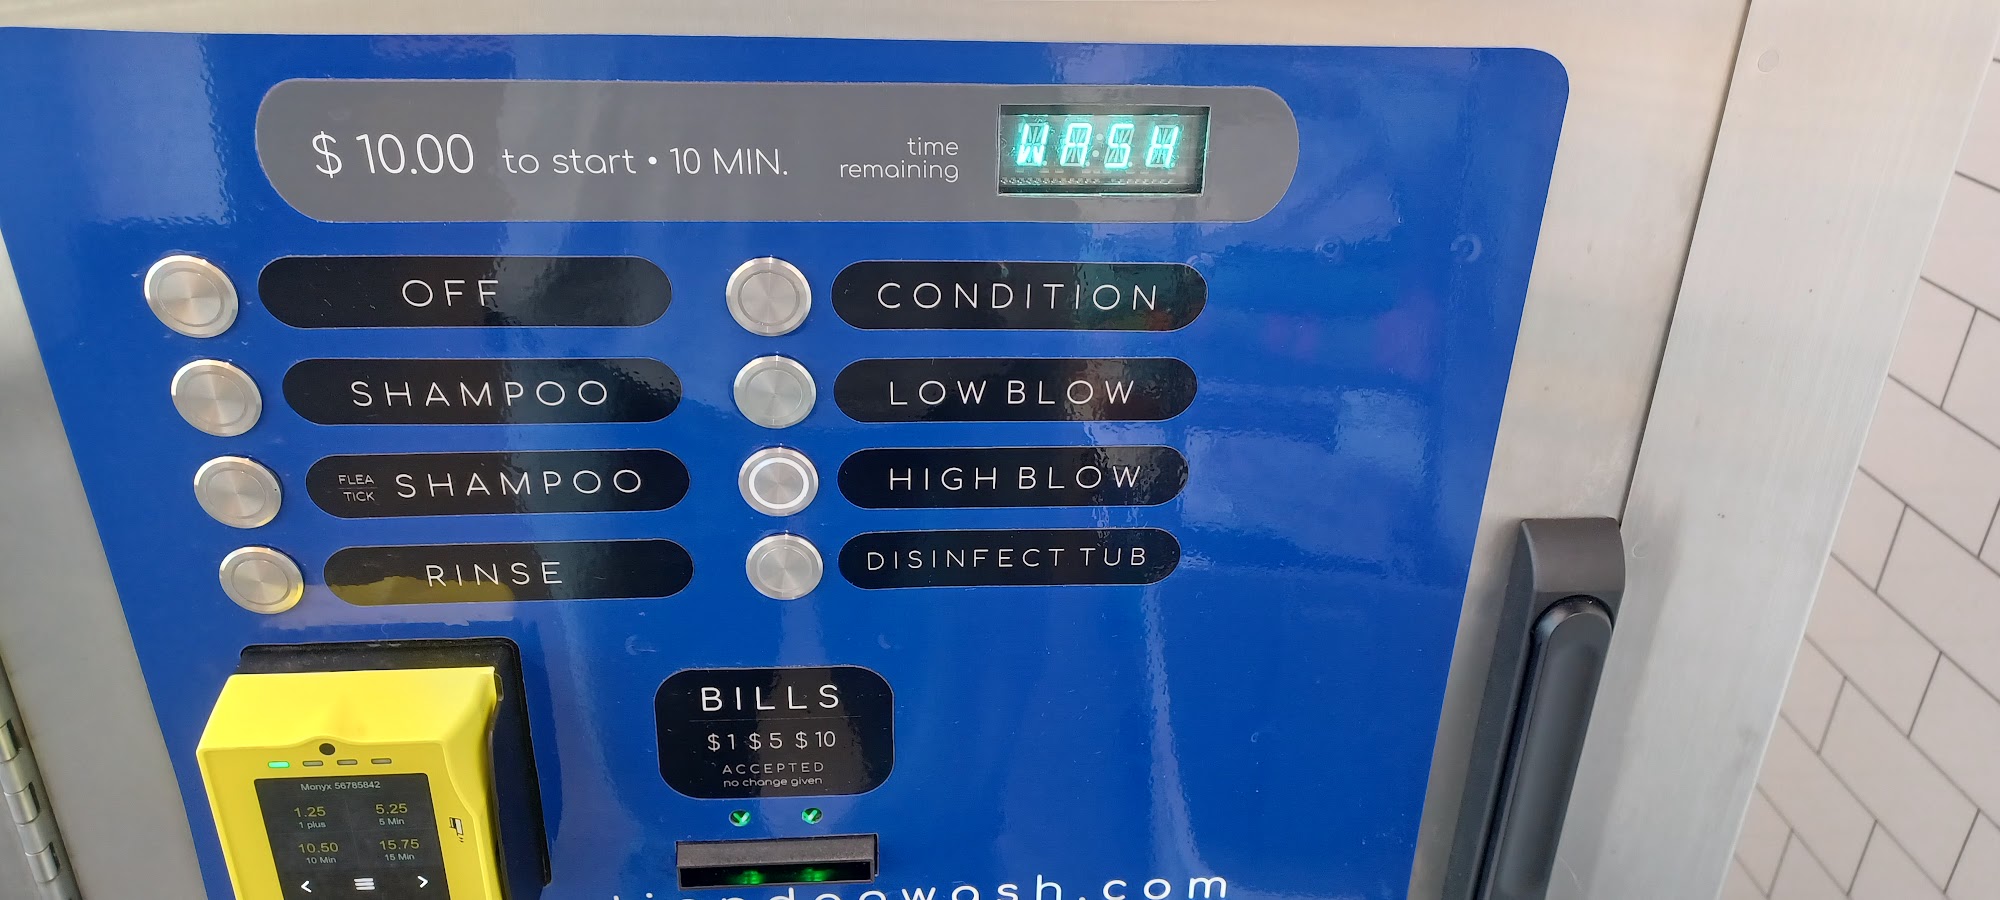 $ 10.00 to start • 10 MIN.
time
remaining
WASH
OFF
CONDITION
SHAMPOO
LOW BLOW
FLEA
TICK
SHAMPOO
HIGH BLOW
RINSE
DISINFECT TUB
BILLS
$1 $5 $10
ACCEPTED
no change given
Monyx 56785842
1.25
1 plus
5.25
5 Min
10.50
10 Min
15.75
15 Min